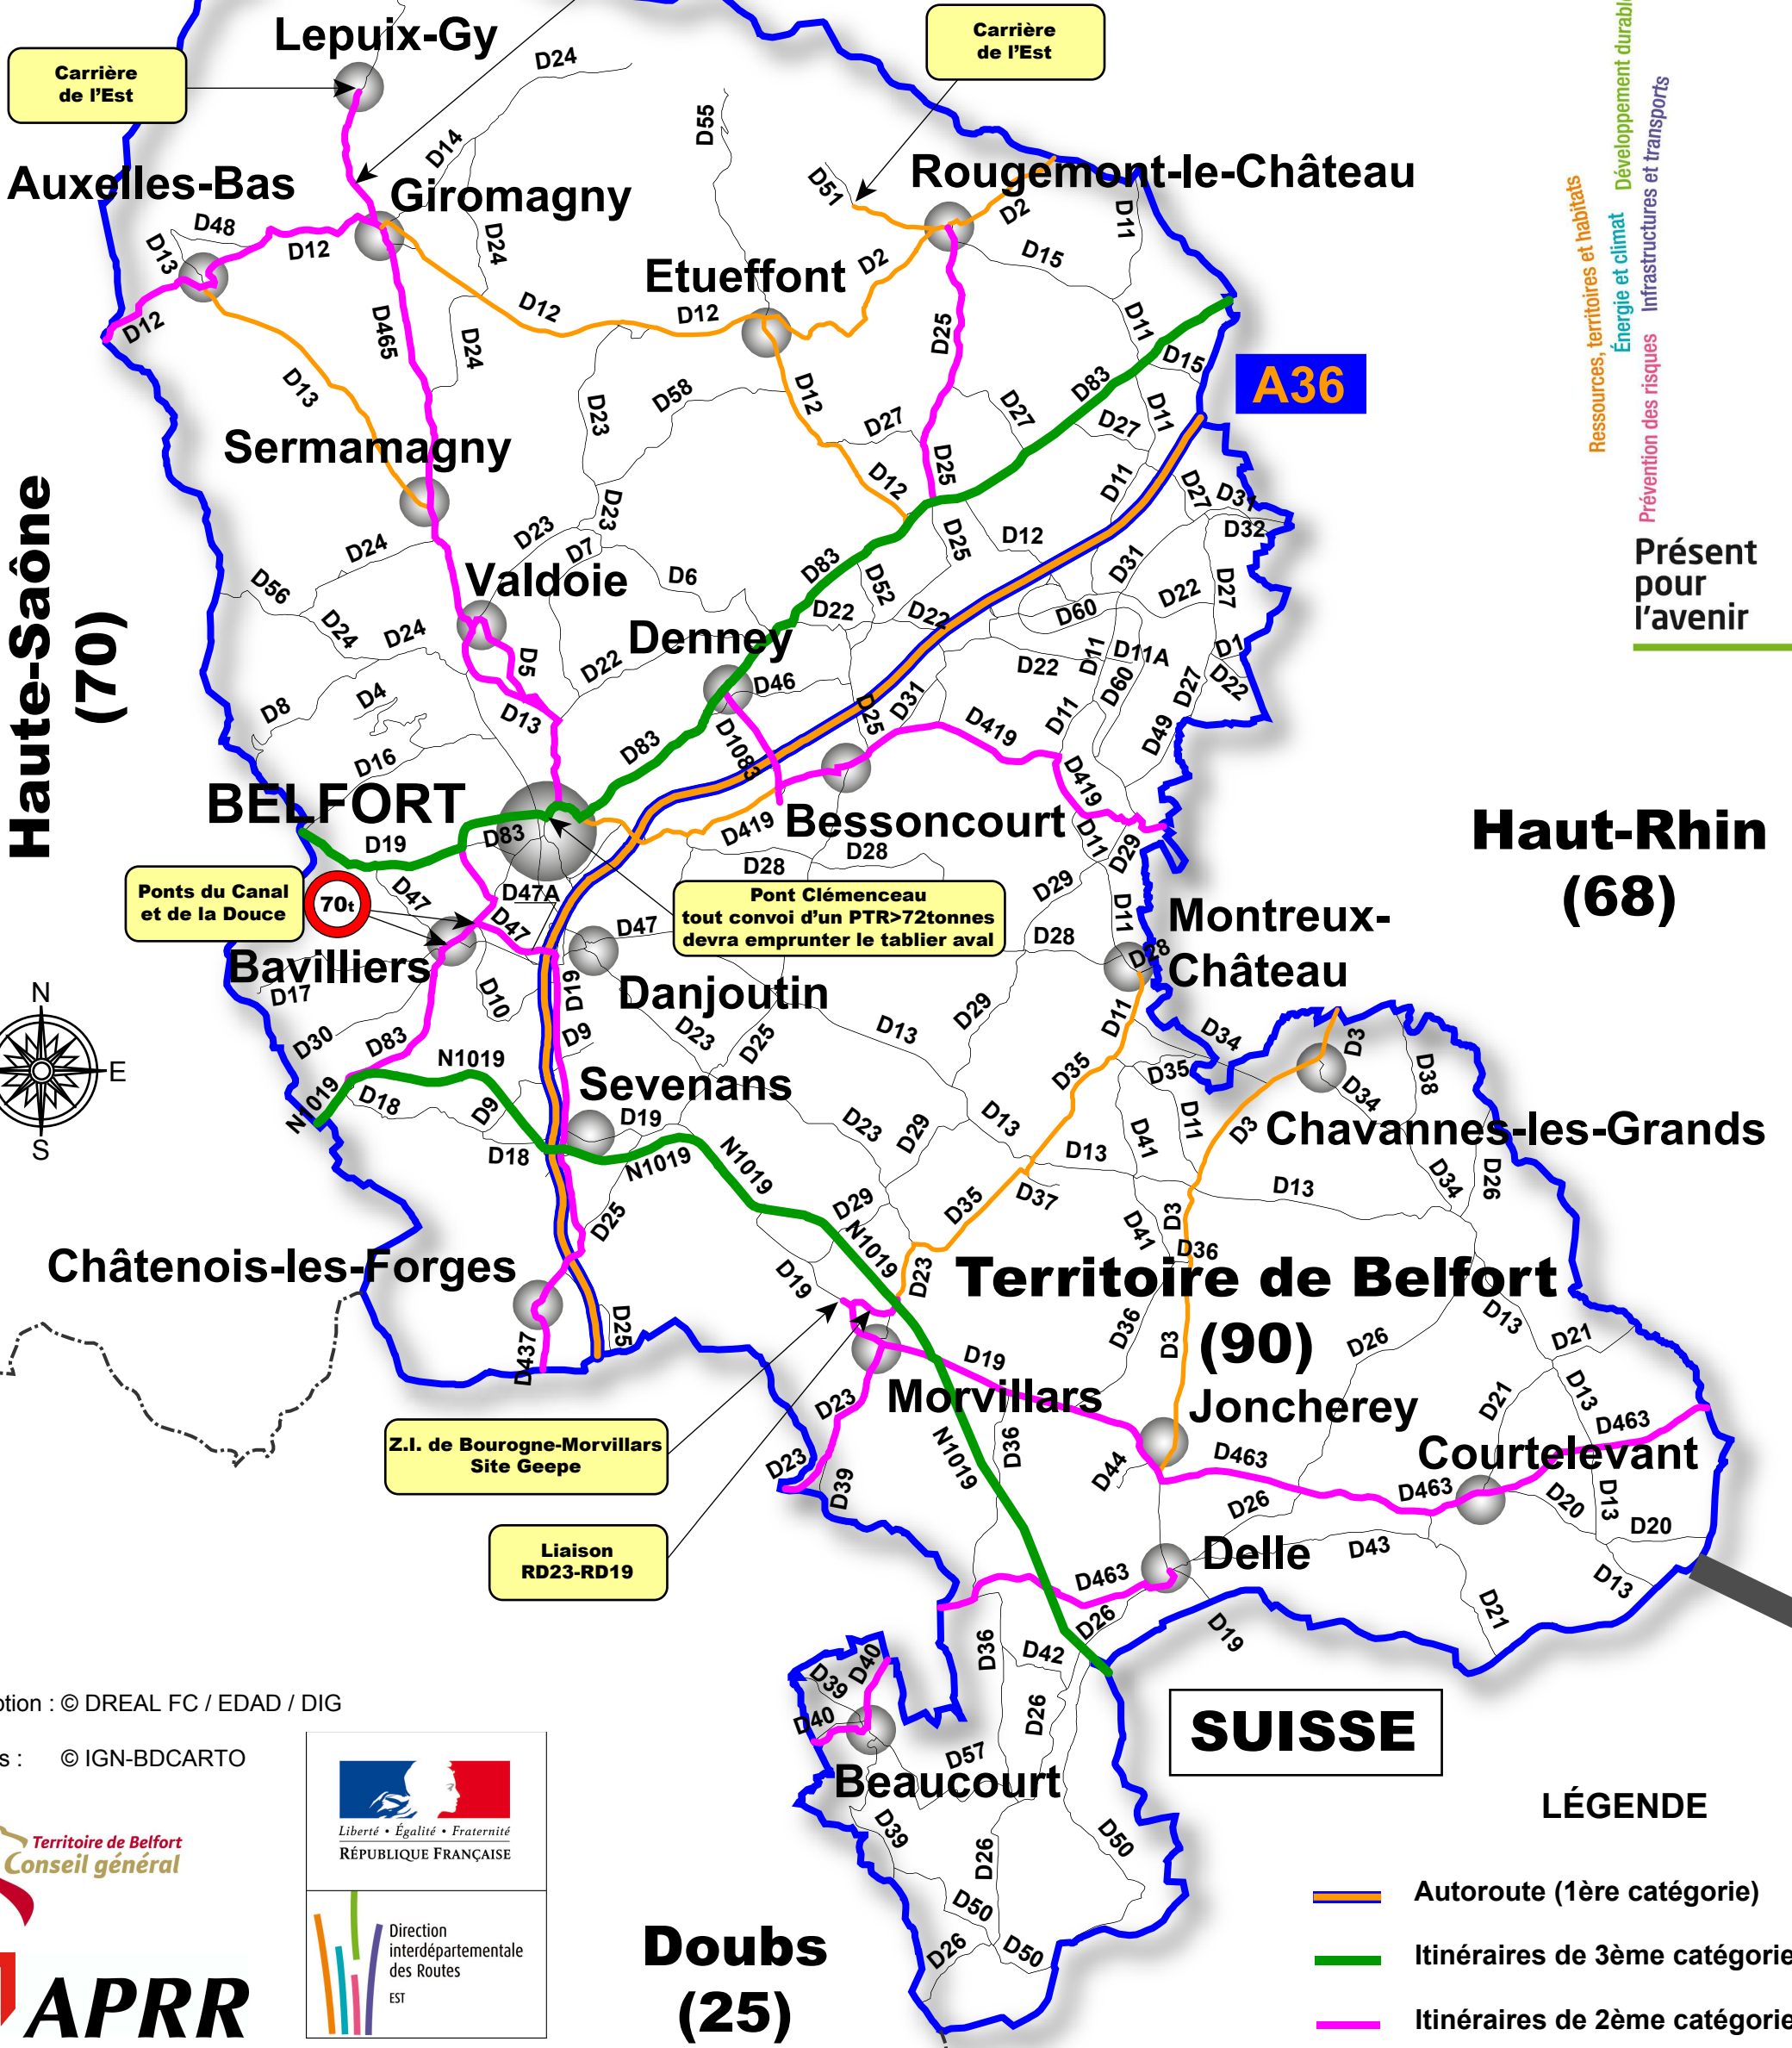 Lepuix-Gy
Carrière
de l'Est
Carrière
de l'Est
D24
D55
D14
D51
Auxelles-Bas
Giromagny
Rougemont-le-Château
D48
D13
D12
D24
D2
D11
D15
D12
D465
D24
D12
D12
Etueffont
D2
D25
D11
D15
D83
A36
D13
D23
D58
D12
D27
D27
D27
D11
Sermamagny
D12
D25
D11
D27
D31
D32
D24
D23
D23
D7
D6
D83
D52
D25
D12
D31
D56
D24
D24
Valdoie
D22
D22
D60
D22
D27
Denney
D5
D22
D46
D22
D11
D11A
D1
D22
D60
D27
D8
D4
D13
D16
D83
D1083
D25
D31
D419
D11
D49
Haute-Saône
(70)
BELFORT
D19
D83
D419
Bessoncourt
D419
D11
D29
D28
D28
D29
D11
Haut-Rhin
(68)
Ponts du Canal
et de la Douce
70t
D47
D47A
D47
D47
Pont Clémenceau
tout convoi d'un PTR>72tonnes
devra emprunter le tablier aval
D28
D28
Montreux-
Château
Bavilliers
D17
D10
D19
Danjoutin
N
E
S
D30
D83
N1019
D9
D23
D25
D13
D29
D11
D34
D3
D38
D35
D35
D34
N1019
D18
D9
D18
Sevenans
D19
N1019
N1019
D23
D29
D13
D13
D41
D11
D3
Chavannes-les-Grands
D34
D26
D13
D25
D29
D35
D37
D41
D3
D36
N1019
D23
D19
Châtenois-les-Forges
Territoire de Belfort
(90)
D25
D437
D36
D3
D26
D13
D21
D19
Morvillars
D23
D23
D39
Joncherey
D21
D13
D463
Courtelevant
Z.I. de Bourogne-Morvillars
Site Geepe
N1019
D36
D44
D463
D26
D463
D20
D13
D20
Liaison
RD23-RD19
Delle
D43
D463
D26
D19
D21
D13
D36
D42
D26
D39
D40
D40
D57
Beaucourt
D39
D26
D50
D50
D26
D50
SUISSE
Doubs
(25)
ption : © DREAL FC / EDAD / DIG
s : © IGN-BDCARTO
Territoire de Belfort
Conseil général
APRR
Liberté • Égalité • Fraternité
RÉPUBLIQUE FRANÇAISE
Direction
interdépartementale
des Routes
EST
Ressources, territoires et habitats
Énergie et climat
Développement durable
Prévention des risques
Infrastructures et transports
Présent
pour
l'avenir
LÉGENDE
Autoroute (1ère catégorie)
Itinéraires de 3ème catégorie
Itinéraires de 2ème catégorie